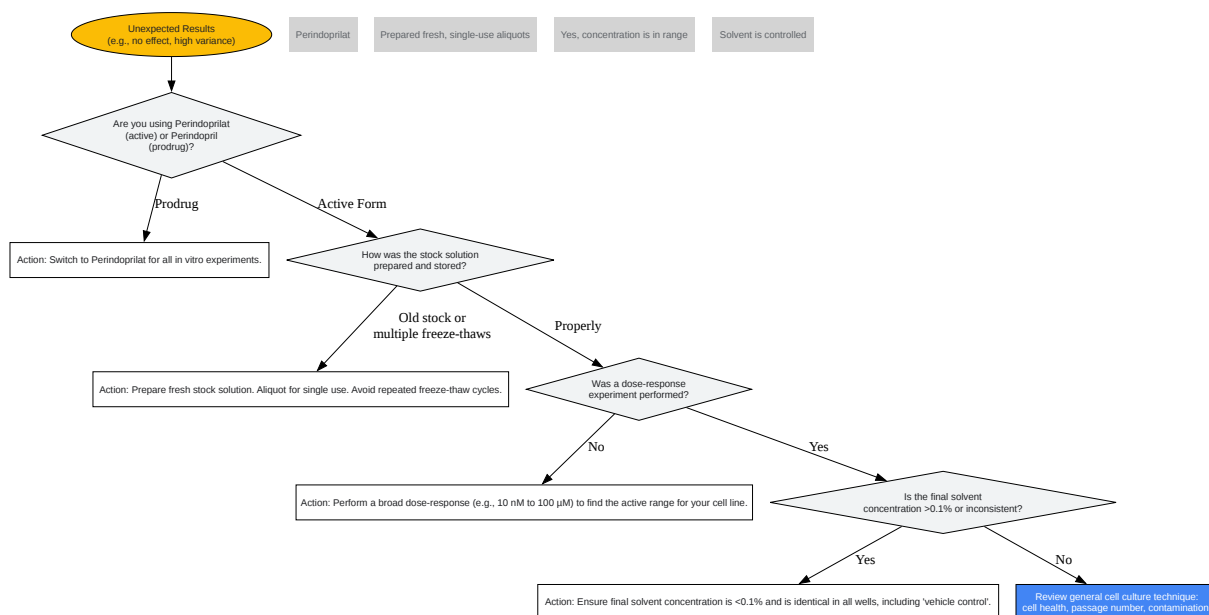 Unexpected Results
(e.g., no effect, high variance)
Perindoprilat
Prepared fresh, single-use aliquots
Yes, concentration is in range
Solvent is controlled
Are you using Perindoprilat
(active) or Perindopril
(prodrug)?
Prodrug
Active Form
Action: Switch to Perindoprilat for all in vitro experiments.
How was the stock solution
prepared and stored?
Old stock or
multiple freeze-thaws
Properly
Action: Prepare fresh stock solution. Aliquot for single use. Avoid repeated freeze-thaw cycles.
Was a dose-response
experiment performed?
No
Yes
Action: Perform a broad dose-response (e.g., 10 nM to 100 µM) to find the active range for your cell line.
Is the final solvent
concentration >0.1% or inconsistent?
Yes
No
Action: Ensure final solvent concentration is <0.1% and is identical in all wells, including 'vehicle control'.
Review general cell culture technique:
cell health, passage number, contamination